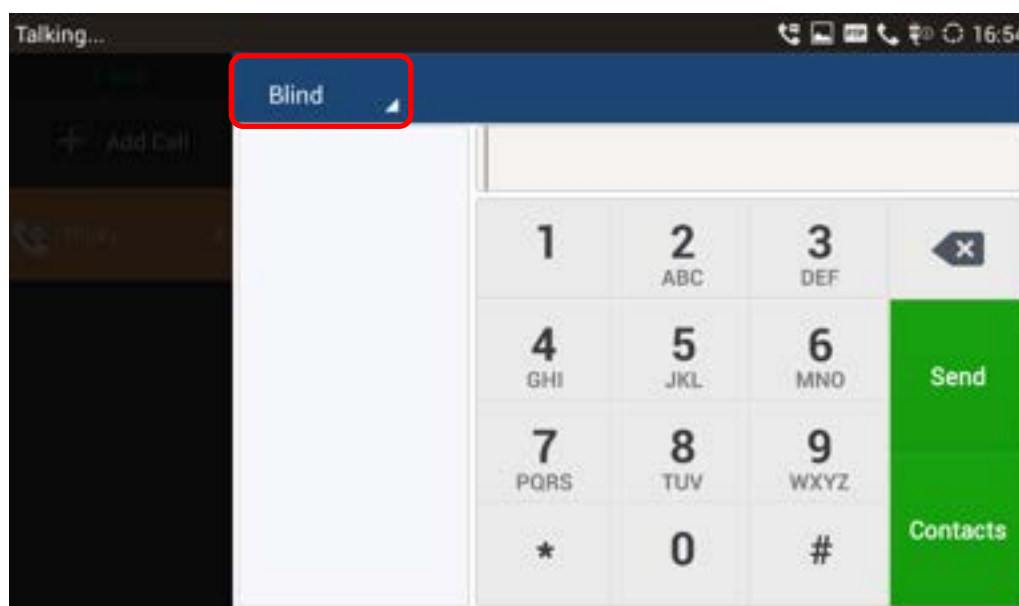 Talking...
16:54
Blind
Add Call
1
2
3
ABC
DEF
4
5
6
GHI
JKL
MNO
Send
7
8
9
PQRS
TUV
WXYZ
Contacts
*
0
#